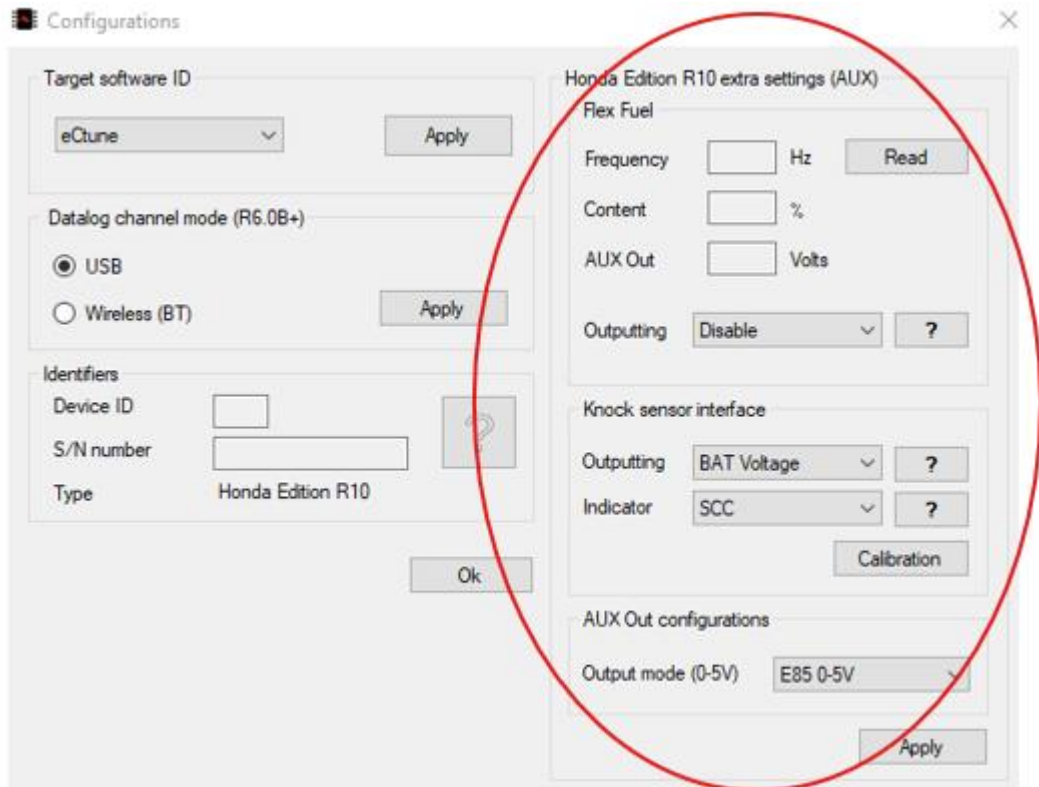 Configurations
Target software ID
eCtune
Apply
Datalog channel mode (R6.0B+)
USB
Wireless (BT)
Apply
Identifiers
Device ID
S/N number
?
Type Honda Edition R10
Ok
Honda Edition R10 extra settings (AUX)
Flex Fuel
Frequency Hz Read
Content %
AUX Out Volts
Outputting Disable ?
Knock sensor interface
Outputting BAT Voltage ?
Indicator SCC ?
Calibration
AUX Out configurations
Output mode (0-5V) E85 0-5V
Apply